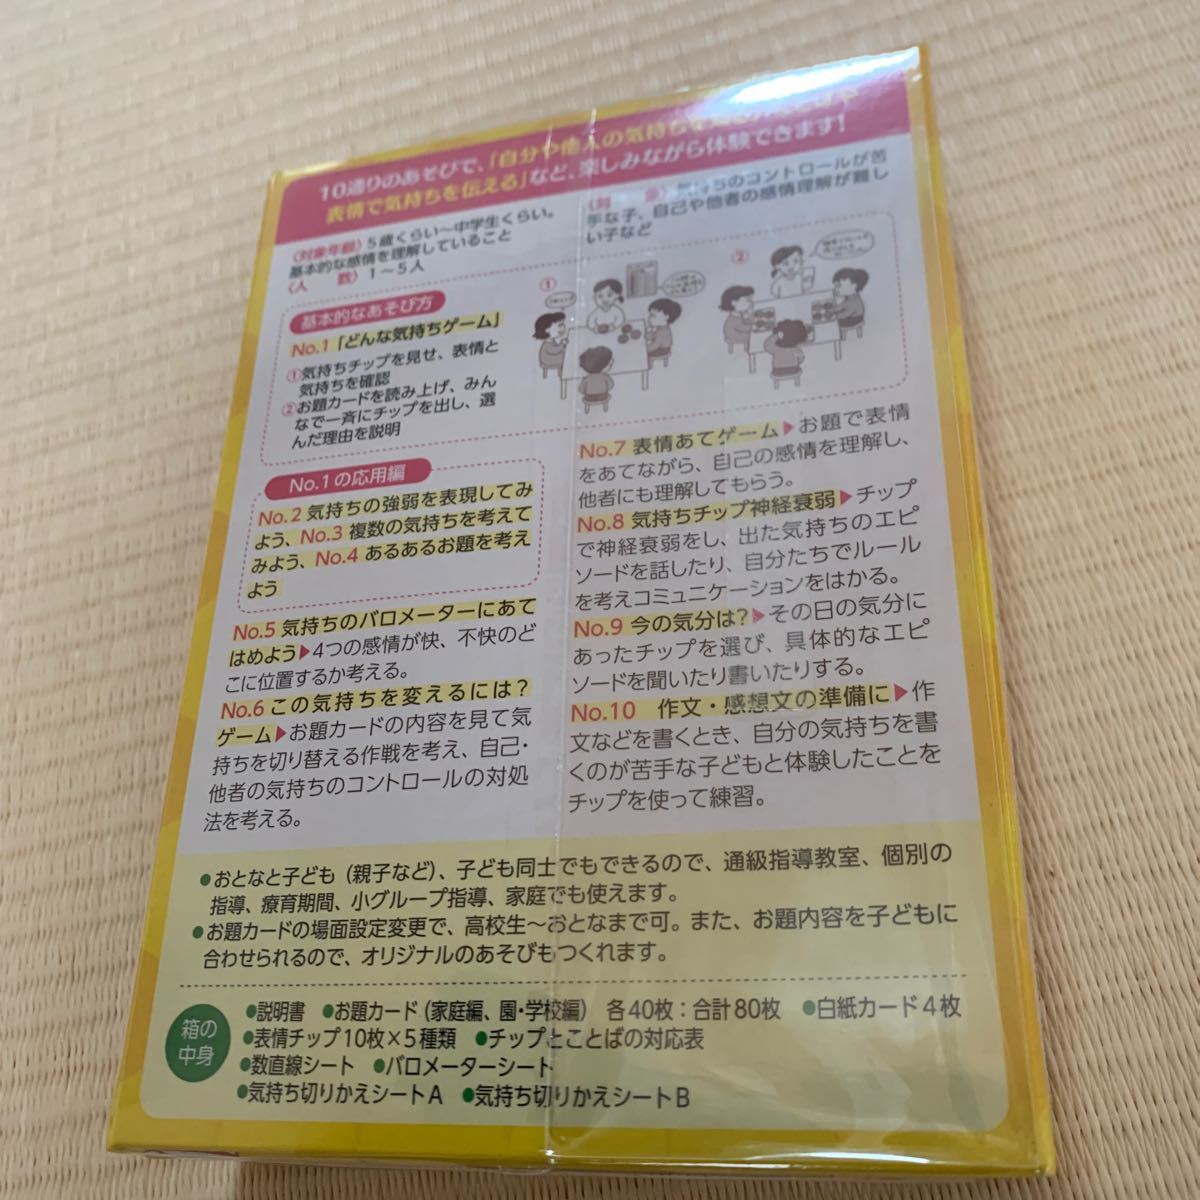 10通りのあそびで、「自分や他人の気持ちを
表情で気持ちを伝える」など、楽しみながら体験できます！
〈対象年齢〉5歳くらい〜中学生くらい。
基本的な感情を理解していること
〈人　数〉1〜5人
〈対　象〉気持ちのコントロールが苦
手な子、自己や他者の感情理解が難し
い子など
基本的なあそび方
No.1「どんな気持ちゲーム」
①気持ちチップを見せ、表情と
気持ちを確認
②お題カードを読み上げ、みん
なで一斉にチップを出し、選
んだ理由を説明
①
②
No.1の応用編
No.2 気持ちの強弱を表現してみ
よう、No.3 複数の気持ちを考えて
みよう、No.4 あるあるお題を考え
よう
No.5 気持ちのバロメーターにあて
はめよう▶4つの感情が快、不快のど
こに位置するか考える。
No.6 この気持ちを変えるには？
ゲーム▶お題カードの内容を見て気
持ちを切り替える作戦を考え、自己・
他者の気持ちのコントロールの対処
法を考える。
No.7 表情あてゲーム▶お題で表情
をあてながら、自己の感情を理解し、
他者にも理解してもらう。
No.8 気持ちチップ神経衰弱▶チップ
で神経衰弱をし、出た気持ちのエピ
ソードを話したり、自分たちでルール
を考えコミュニケーションをはかる。
No.9 今の気分は？▶その日の気分に
あったチップを選び、具体的なエピ
ソードを聞いたり書いたりする。
No.10　作文・感想文の準備に▶作
文などを書くとき、自分の気持ちを書
くのが苦手な子どもと体験したことを
チップを使って練習。
●おとなと子ども（親子など）、子ども同士でもできるので、通級指導教室、個別の
指導、療育期間、小グループ指導、家庭でも使えます。
●お題カードの場面設定変更で、高校生〜おとなまで可。また、お題内容を子どもに
合わせられるので、オリジナルのあそびもつくれます。
箱の
中身
●説明書　●お題カード（家庭編、園・学校編）　各40枚：合計80枚　●白紙カード4枚
●表情チップ10枚×5種類　●チップとことばの対応表
●数直線シート　●バロメーターシート
●気持ち切りかえシートA　●気持ち切りかえシートB